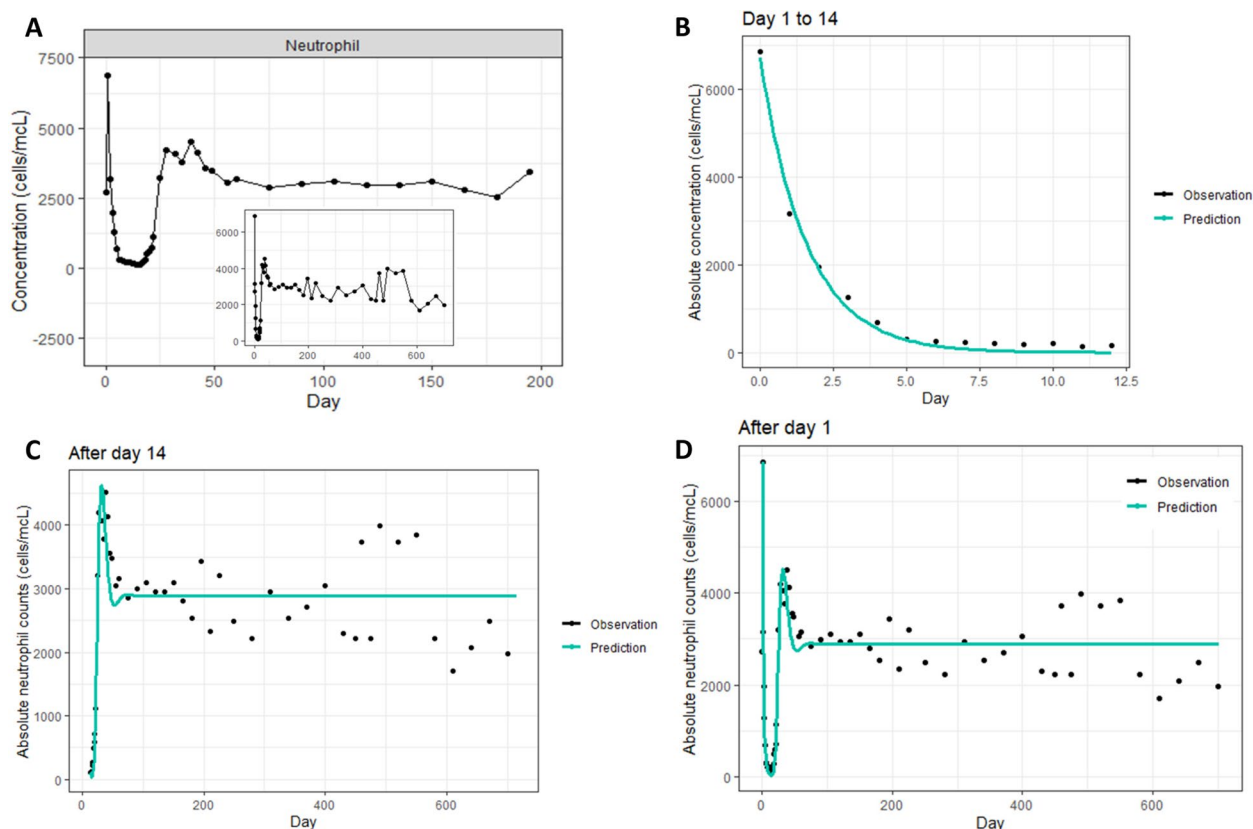 A
Neutrophil
Concentration (cells/mcL)
7500
5000
2500
0
-2500
0
50
100
150
200
Day
6000
4000
2000
0
0
200
400
600
B
Day 1 to 14
Absolute concentration (cells/mcL)
6000
4000
2000
0
0.0
2.5
5.0
7.5
10.0
12.5
Day
Observation
Prediction
C
After day 14
Absolute neutrophil counts (cells/mcL)
4000
3000
2000
1000
0
0
200
400
600
Day
Observation
Prediction
D
After day 1
Absolute neutrophil counts (cells/mcL)
6000
4000
2000
0
0
200
400
600
Day
Observation
Prediction